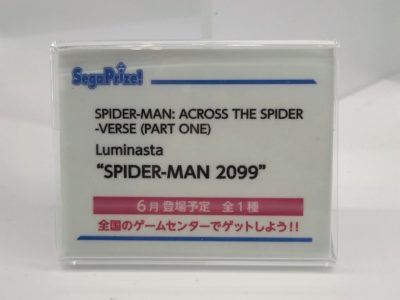 SegaPrize!
SPIDER-MAN: ACROSS THE SPIDER
-VERSE (PART ONE)
Luminasta
“SPIDER-MAN 2099”
6月登場予定 全1種
全国のゲームセンターでゲットしよう!!